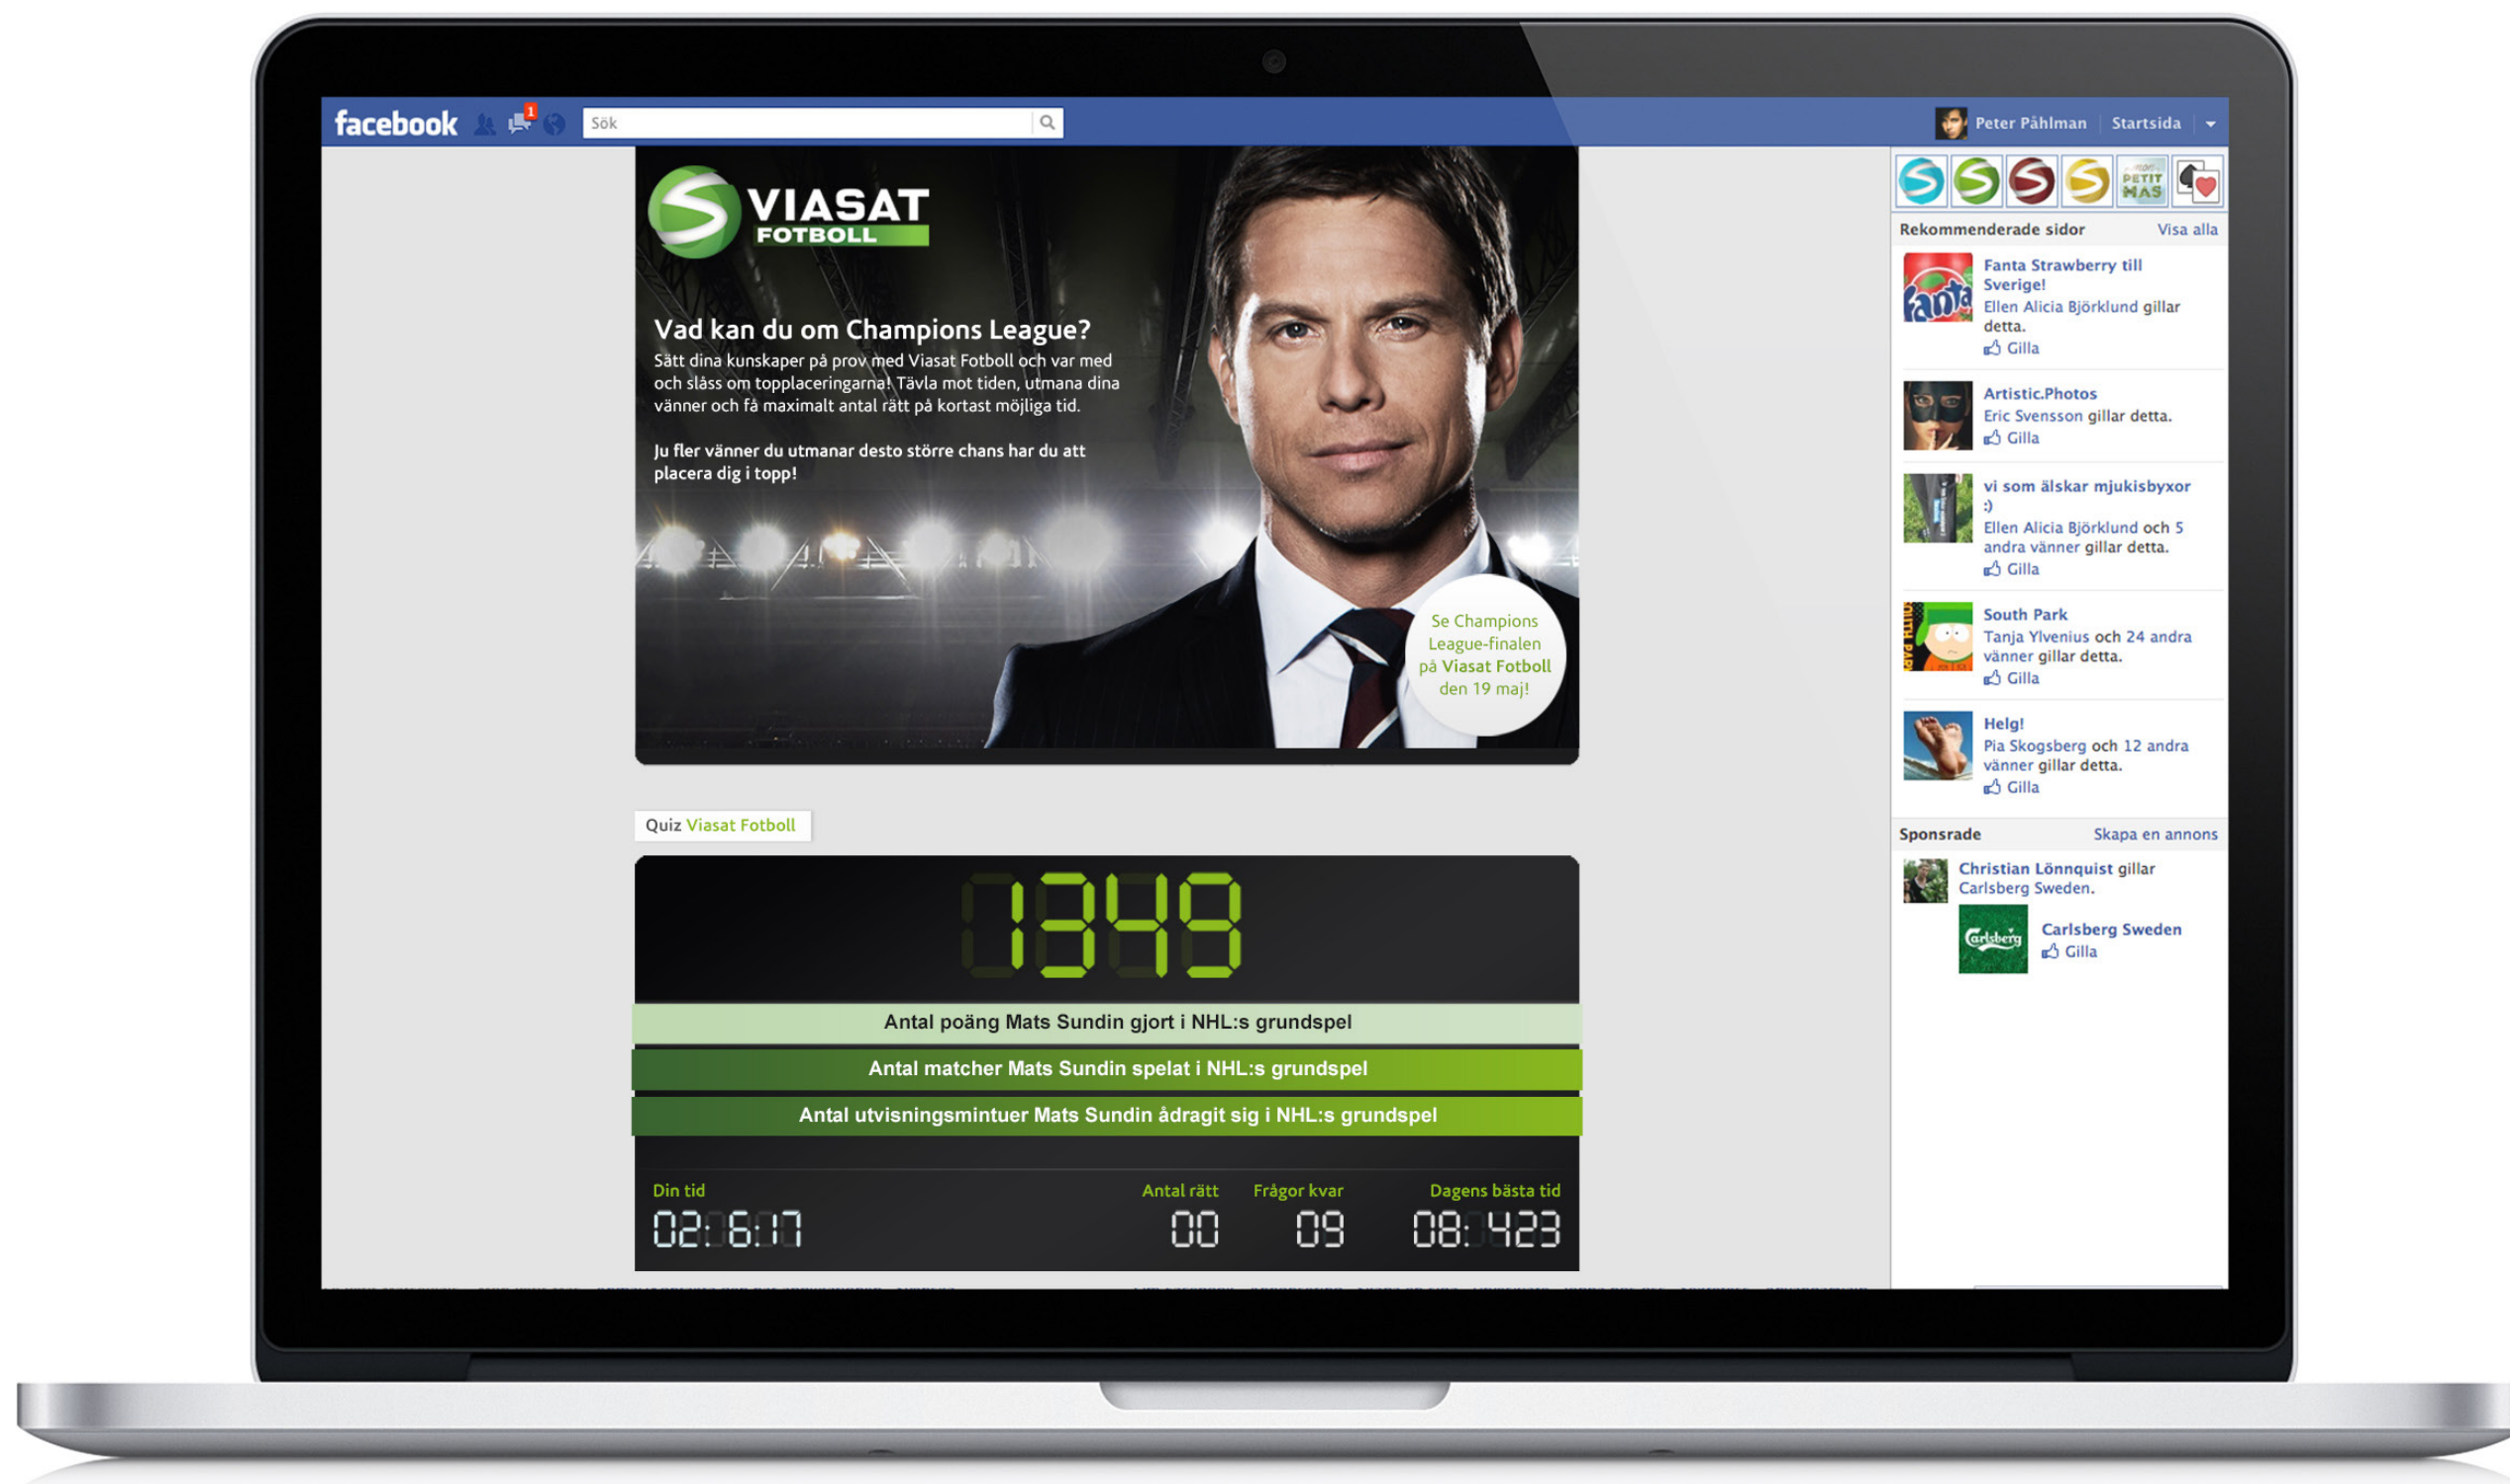 facebook
1
Sök
Peter Påhlman
Startsida
VIASAT
FOTBOLL
Vad kan du om Champions League?
Sätt dina kunskaper på prov med Viasat Fotboll och var med
och slåss om topplaceringarna! Tävla mot tiden, utmana dina
vänner och få maximalt antal rätt på kortast möjliga tid.
Ju fler vänner du utmanar desto större chans har du att
placera dig i topp!
Se Champions
League-finalen
på Viasat Fotboll
den 19 maj!
Quiz Viasat Fotboll
1349
Antal poäng Mats Sundin gjort i NHL:s grundspel
Antal matcher Mats Sundin spelat i NHL:s grundspel
Antal utvisningsmintuer Mats Sundin ådragit sig i NHL:s grundspel
Din tid
02: 6:17
Antal rätt
00
Frågor kvar
09
Dagens bästa tid
08: 423
PETIT
MAS
Rekommenderade sidor
Visa alla
Fanta
Fanta Strawberry till
Sverige!
Ellen Alicia Björklund gillar
detta.
Gilla
Artistic.Photos
Eric Svensson gillar detta.
Gilla
vi som älskar mjukisbyxor
:)
Ellen Alicia Björklund och 5
andra vänner gillar detta.
Gilla
South Park
Tanja Ylvenius och 24 andra
vänner gillar detta.
Gilla
Helg!
Pia Skogsberg och 12 andra
vänner gillar detta.
Gilla
Sponsrade
Skapa en annons
Christian Lönnquist gillar
Carlsberg Sweden.
Carlsberg
Carlsberg Sweden
Gilla